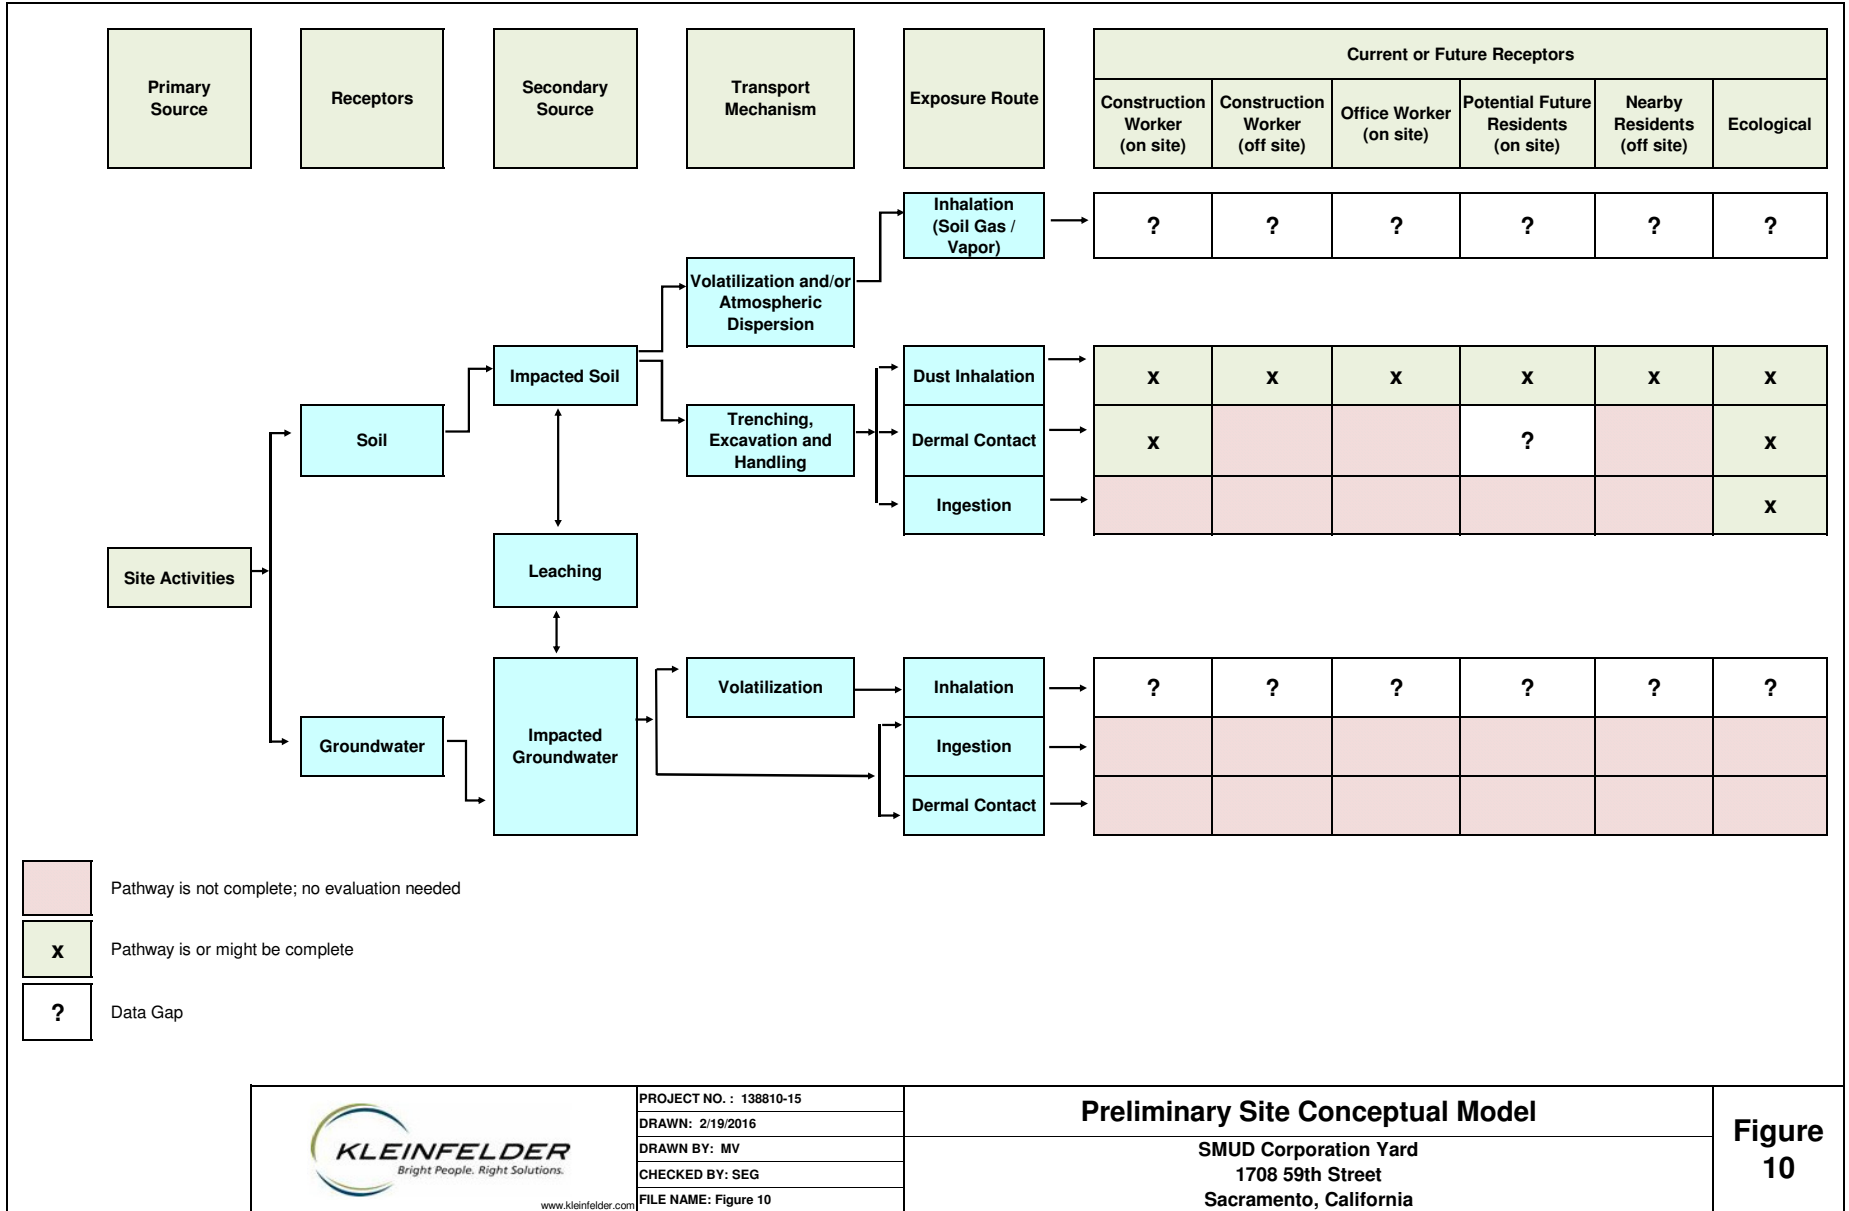 Primary
Source
Receptors
Secondary
Source
Transport
Mechanism
Exposure Route
Current or Future Receptors
Construction
Worker
(on site)
Construction
Worker
(off site)
Office Worker
(on site)
Potential Future
Residents
(on site)
Nearby
Residents
(off site)
Ecological
Inhalation
(Soil Gas /
Vapor)
? ? ? ? ? ?
Volatilization and/or
Atmospheric
Dispersion
Impacted Soil
Dust Inhalation
x x x x x x
Soil
Trenching,
Excavation and
Handling
Dermal Contact
x ? x
Ingestion
x
Site Activities
Leaching
Volatilization
Inhalation
? ? ? ? ? ?
Groundwater
Impacted
Groundwater
Ingestion
Dermal Contact
Pathway is not complete; no evaluation needed
x Pathway is or might be complete
? Data Gap
KLEINFELDER
Bright People. Right Solutions.
www.kleinfelder.com
PROJECT NO. : 138810-15
DRAWN: 2/19/2016
DRAWN BY: MV
CHECKED BY: SEG
FILE NAME: Figure 10
Preliminary Site Conceptual Model
SMUD Corporation Yard
1708 59th Street
Sacramento, California
Figure
10